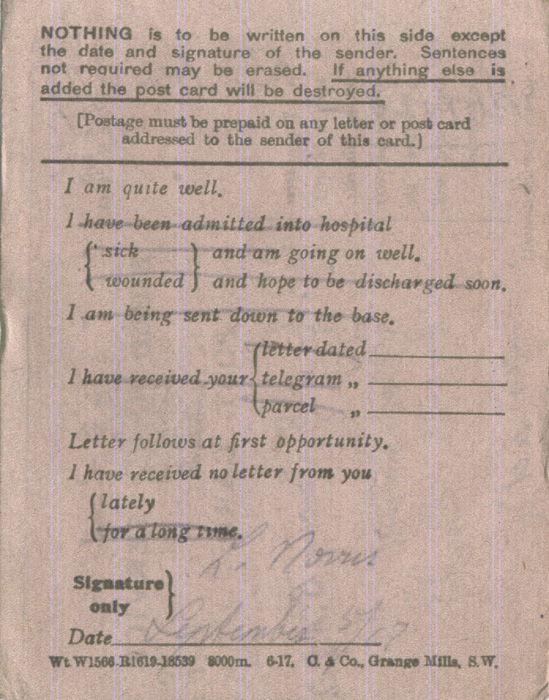 NOTHING is to be written on this side except
the date and signature of the sender. Sentences
not required may be erased. If anything else is
added the post card will be destroyed.
[Postage must be prepaid on any letter or post card
addressed to the sender of this card.]
I am quite well.
I have been admitted into hospital
{ sick } and am going on well.
{ wounded } and hope to be discharged soon.
I am being sent down to the base.
{ letter dated
I have received your { telegram „
{ parcel „
Letter follows at first opportunity.
I have received no letter from you
{ lately
{ for a long time.
L. Norris
Signature }
only }
Date September 5/17
Wt. W1566-R1619-18539 8000m. 6-17. C. & Co., Grange Mills, S.W.